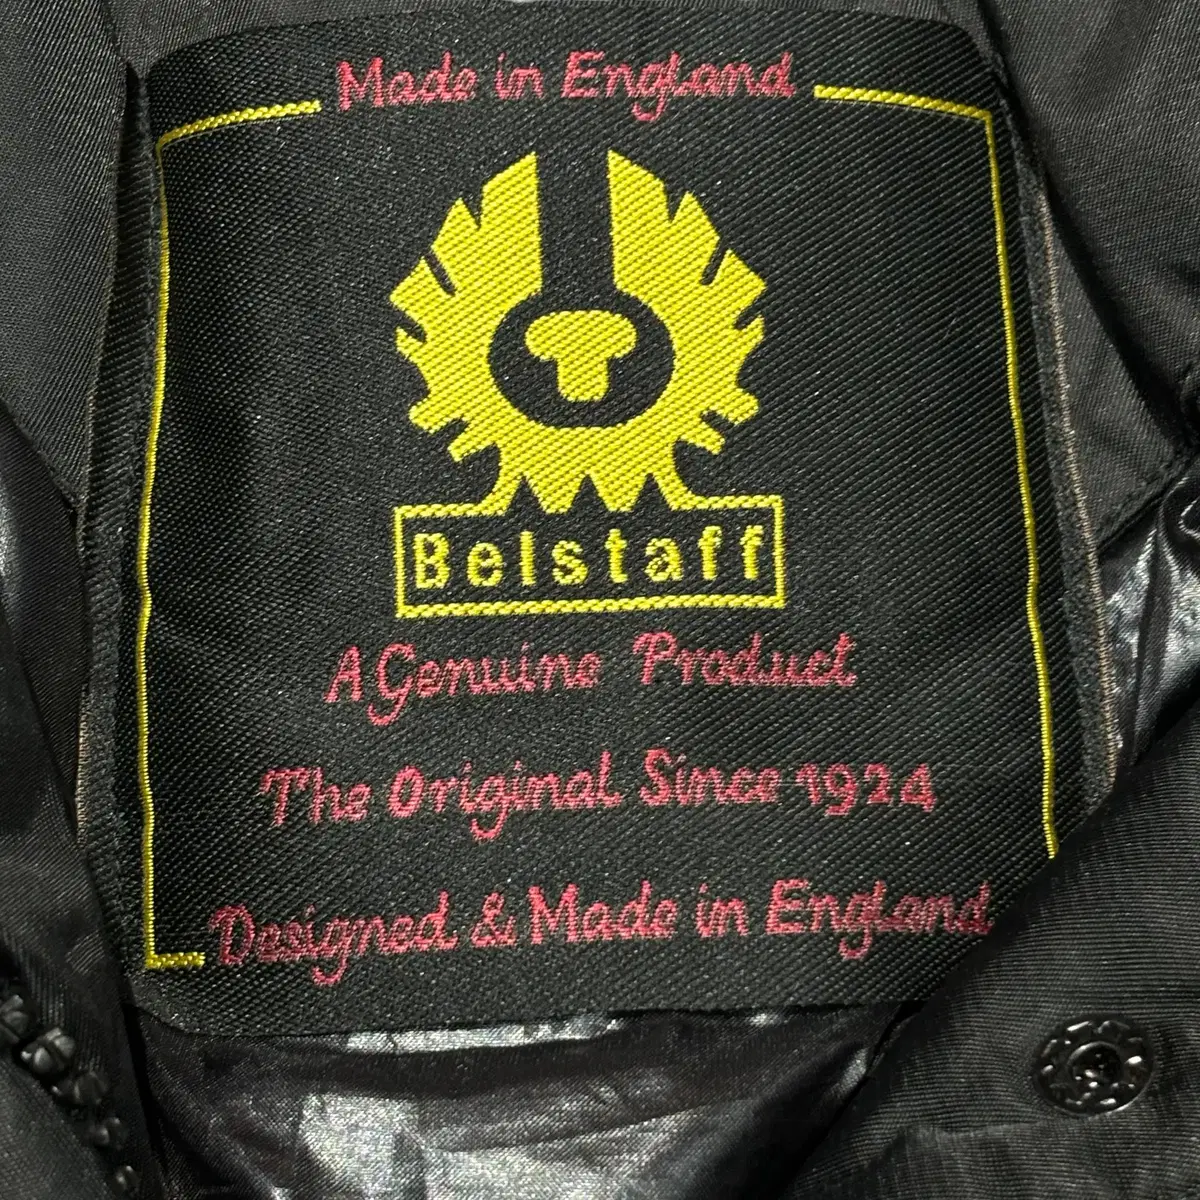 Made in England
Belstaff
A Genuine Product
The Original Since 1924
Designed & Made in England